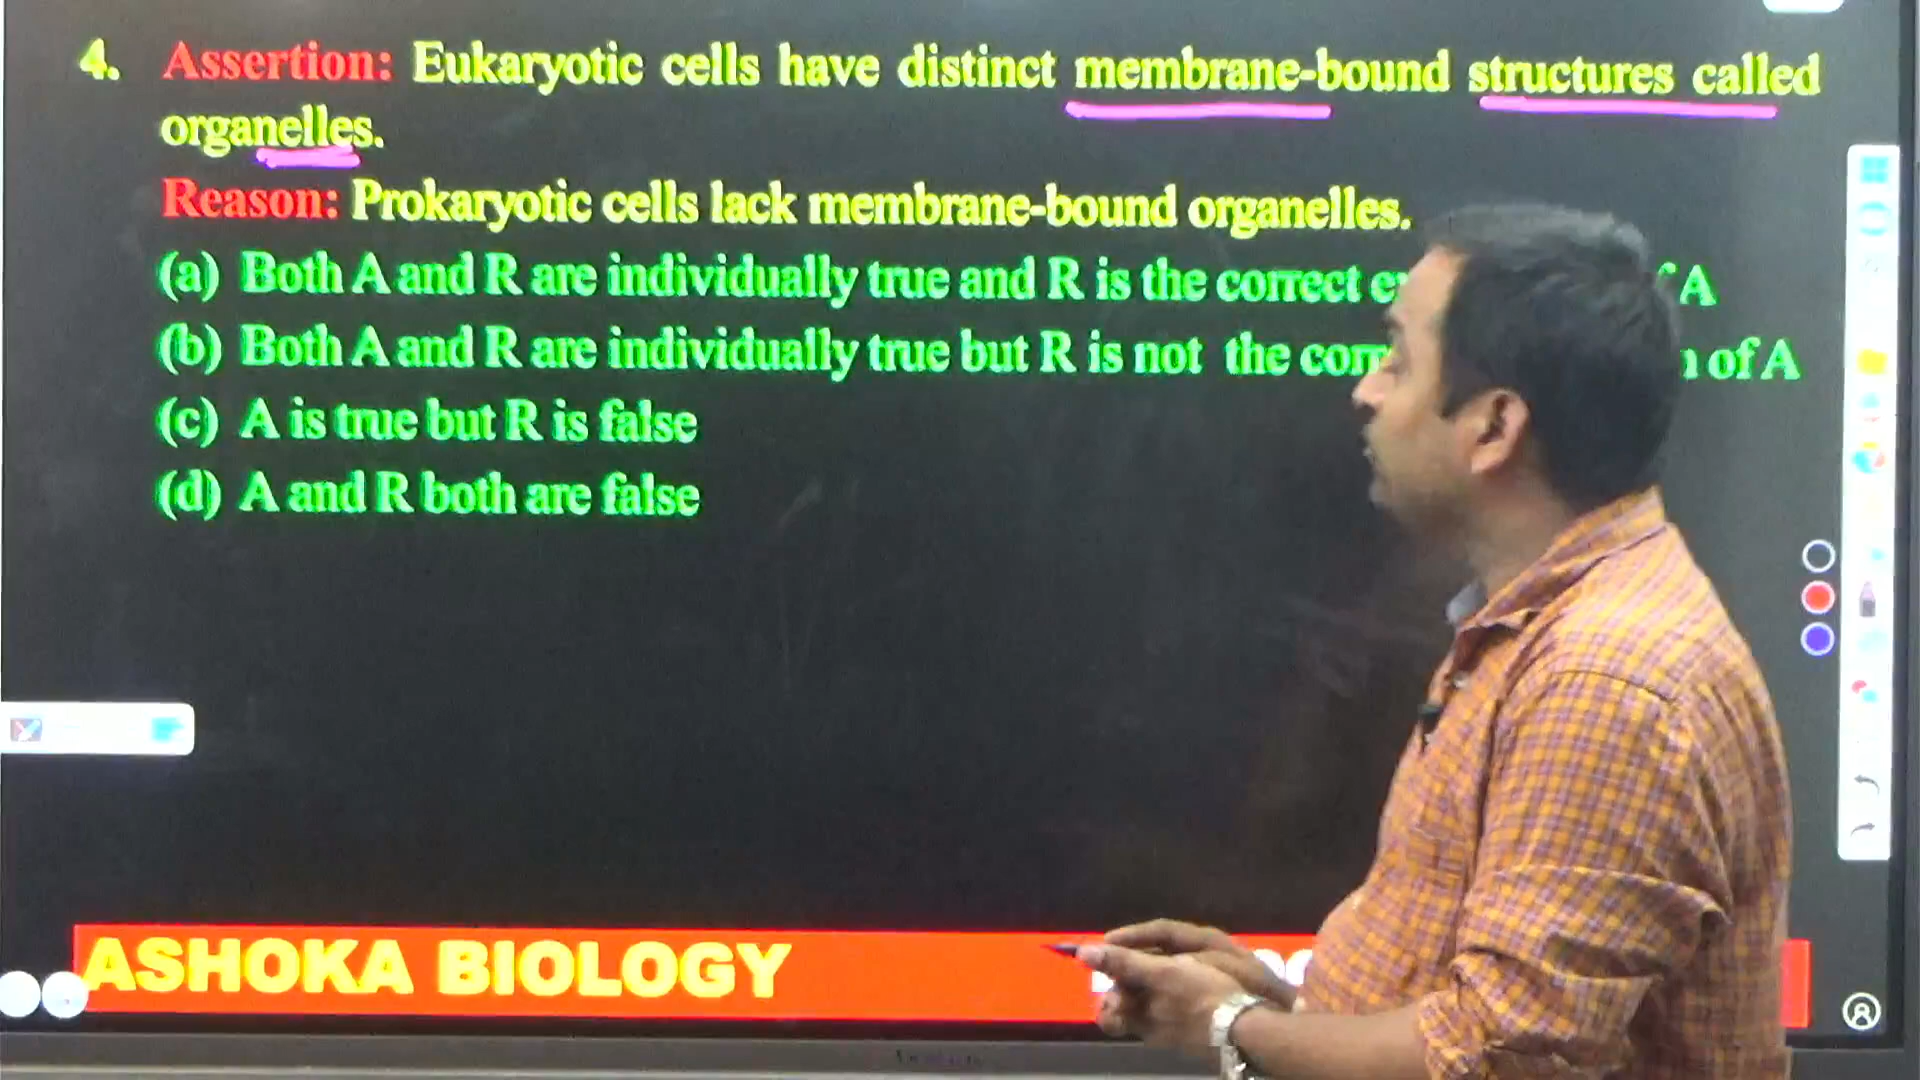 4. Assertion: Eukaryotic cells have distinct membrane-bound structures called
organelles.
Reason: Prokaryotic cells lack membrane-bound organelles.
(a) Both A and R are individually true and R is the correct A
(b) Both A and R are individually true but R is not the of A
(c) A is true but R is false
(d) A and R both are false
ASHOKA BIOLOGY